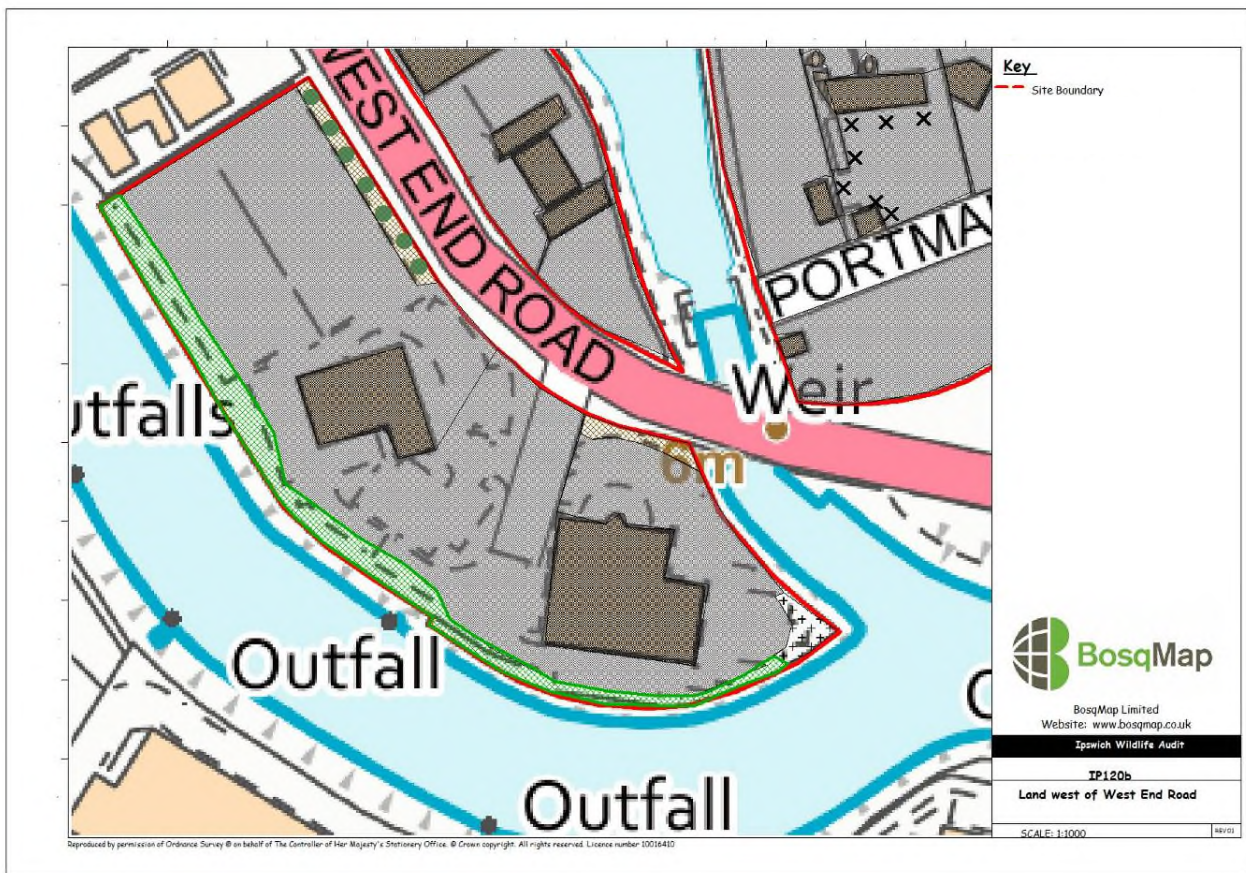 WEST END ROAD
PORTMA
Weir
utfalls
6m
Outfall
Outfall
Key
Site Boundary
BosqMap
BosqMap Limited
Website: www.bosqmap.co.uk
Ipswich Wildlife Audit
IP120b
Land west of West End Road
SCALE: 1:1000
REV01
Reproduced by permission of Ordnance Survey © on behalf of The Controller of Her Majesty's Stationery Office. © Crown copyright. All rights reserved. Licence number 10016410